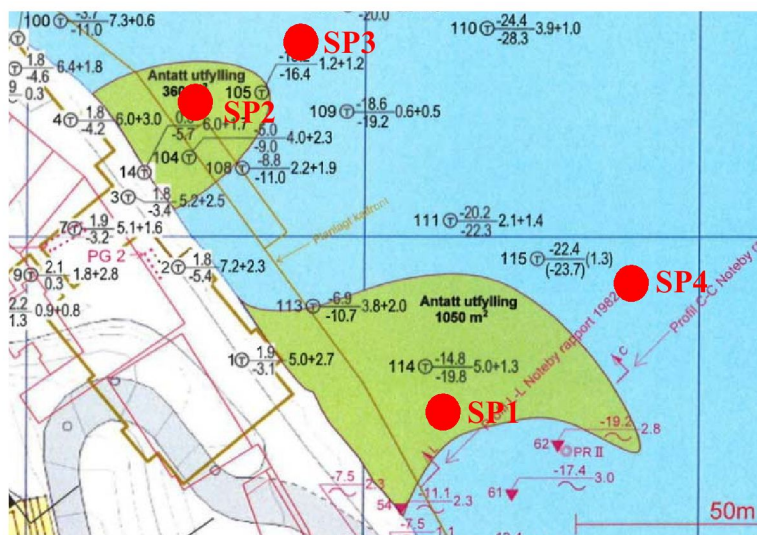 100 -3.7 7.3+0.6
-11.0
-20.0
110 -24.4 3.9+1.0
-28.3
SP3
1.8 6.4+1.8
-4.6
Antatt utfylling
105
-16.4 1.2+1.2
0.3
SP2
109 -18.6 0.6+0.5
-19.2
4 1.8 6.0+3.0
-4.2
6.0+1.7
-5.7
-5.0 4.0+2.3
-9.0
104
14
108 -8.8 2.2+1.9
-11.0
3 1.8 5.2+2.5
-3.4
7 1.9 5.1+1.6
-3.2
111 -20.2 2.1+1.4
-22.3
Planlagt kaifront
PG 2
115 -22.4 (1.3)
(-23.7)
9 2.1 1.8+2.8
0.3
2 1.8 7.2+2.3
-5.4
SP4
2.2 0.9+0.8
1.3
113 -6.9 3.8+2.0
-10.7
Antatt utfylling
1050 m²
Profil C-C Noteby
L-L Noteby rapport 1982
C
1 1.9 5.0+2.7
-3.1
114 -14.8 5.0+1.3
-19.8
SP1
62 -19.2 2.8
PR II
L
-7.5 2.3
61 -17.4 3.0
54 -11.1 2.3
50m
-7.5 1.1